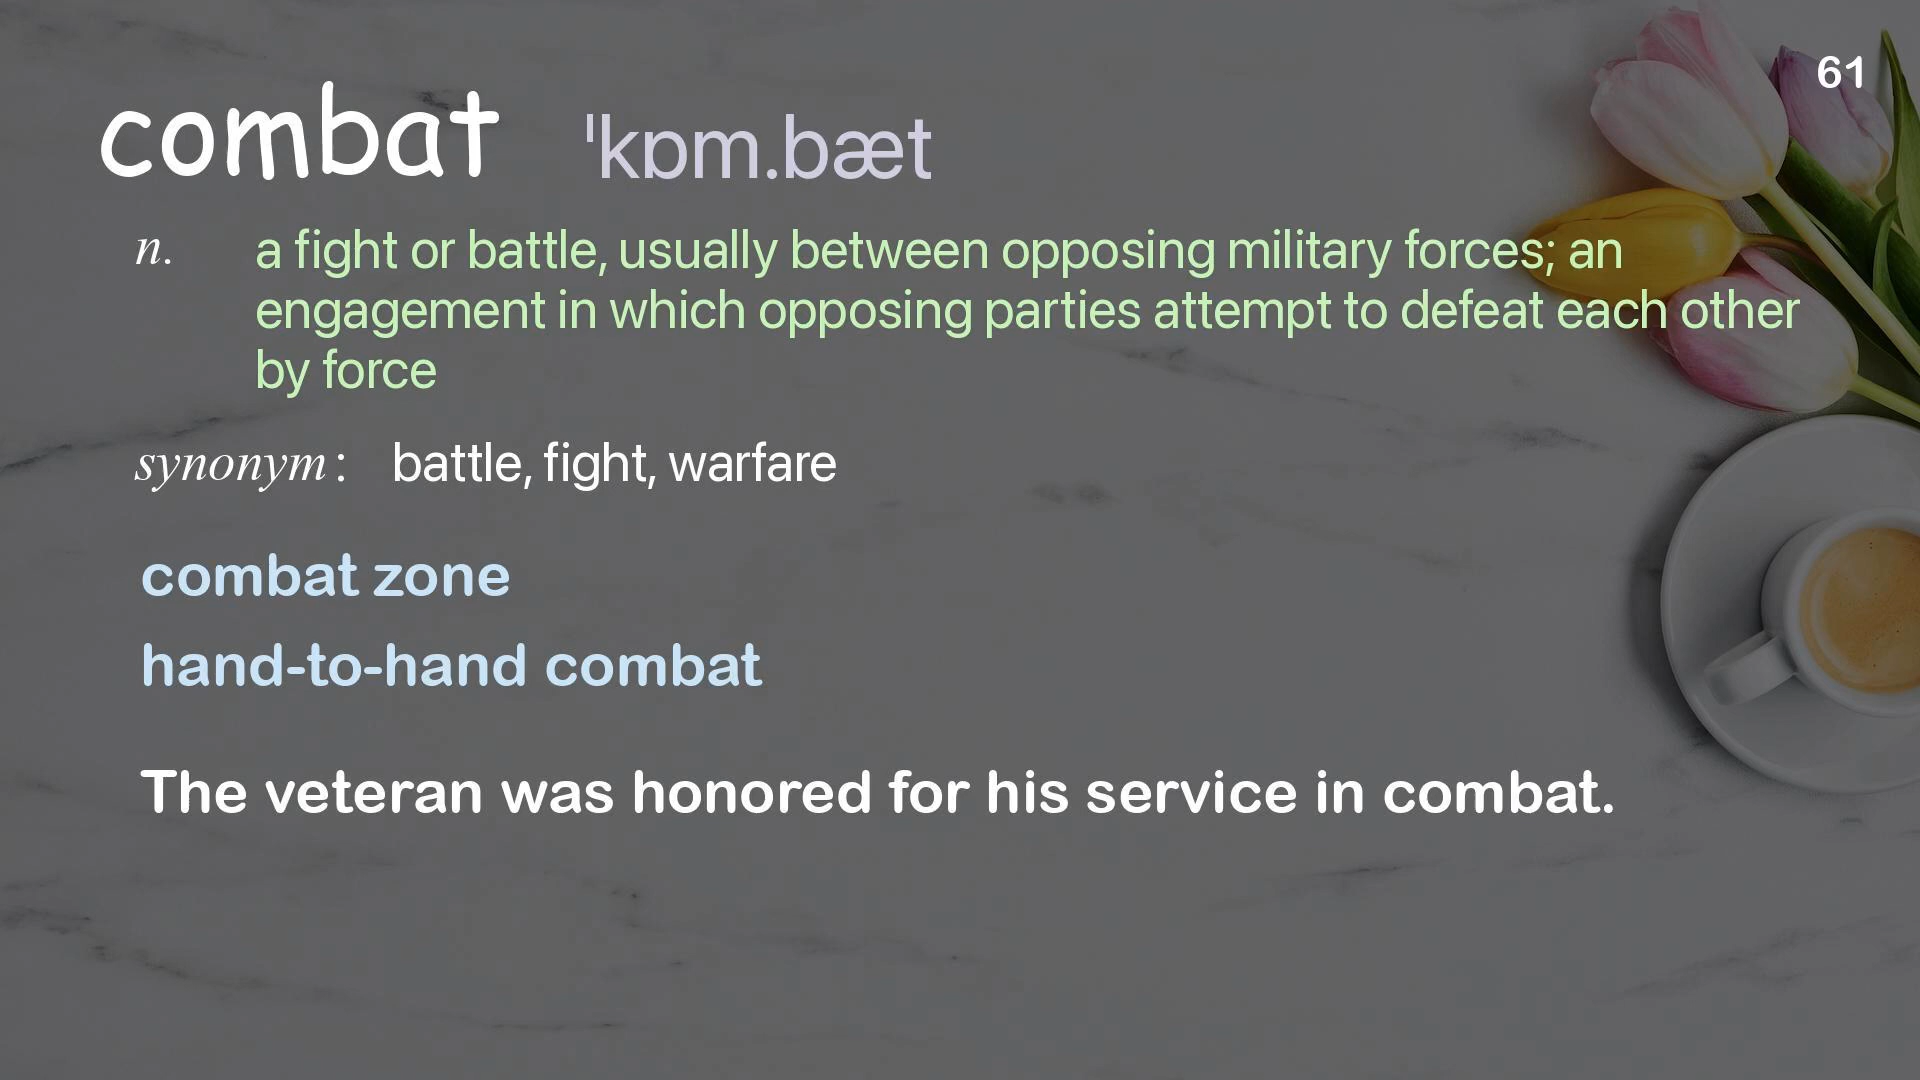 61
combat ˈkɒm.bæt
n. a fight or battle, usually between opposing military forces; an
engagement in which opposing parties attempt to defeat each other
by force
synonym: battle, fight, warfare
combat zone
hand-to-hand combat
The veteran was honored for his service in combat.